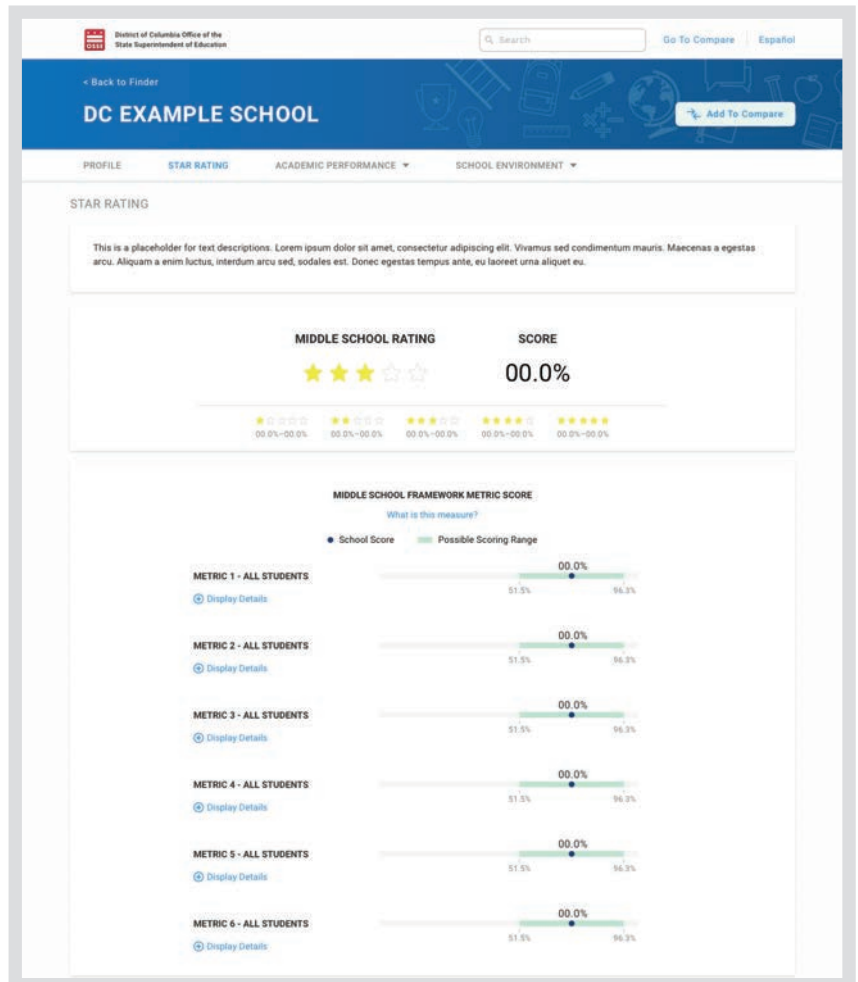 District of Columbia Office of the
State Superintendent of Education
OSSE
Search
Go To Compare
Español
< Back to Finder
DC EXAMPLE SCHOOL
Add To Compare
PROFILE
STAR RATING
ACADEMIC PERFORMANCE
SCHOOL ENVIRONMENT
STAR RATING
This is a placeholder for text descriptions. Lorem ipsum dolor sit amet, consectetur adipiscing elit. Vivamus sed condimentum mauris. Maecenas a egestas
arcu. Aliquam a enim luctus, interdum arcu sed, sodales est. Donec egestas tempus ante, eu laoreet urna aliquet eu.
MIDDLE SCHOOL RATING
SCORE
00.0%
00.0%–00.0%
00.0%–00.0%
00.0%–00.0%
00.0%–00.0%
00.0%–00.0%
MIDDLE SCHOOL FRAMEWORK METRIC SCORE
What is this measure?
School Score
Possible Scoring Range
METRIC 1 - ALL STUDENTS
Display Details
00.0%
51.5%
96.3%
METRIC 2 - ALL STUDENTS
Display Details
00.0%
51.5%
96.3%
METRIC 3 - ALL STUDENTS
Display Details
00.0%
51.5%
96.3%
METRIC 4 - ALL STUDENTS
Display Details
00.0%
51.5%
96.3%
METRIC 5 - ALL STUDENTS
Display Details
00.0%
51.5%
96.3%
METRIC 6 - ALL STUDENTS
Display Details
00.0%
51.5%
96.3%